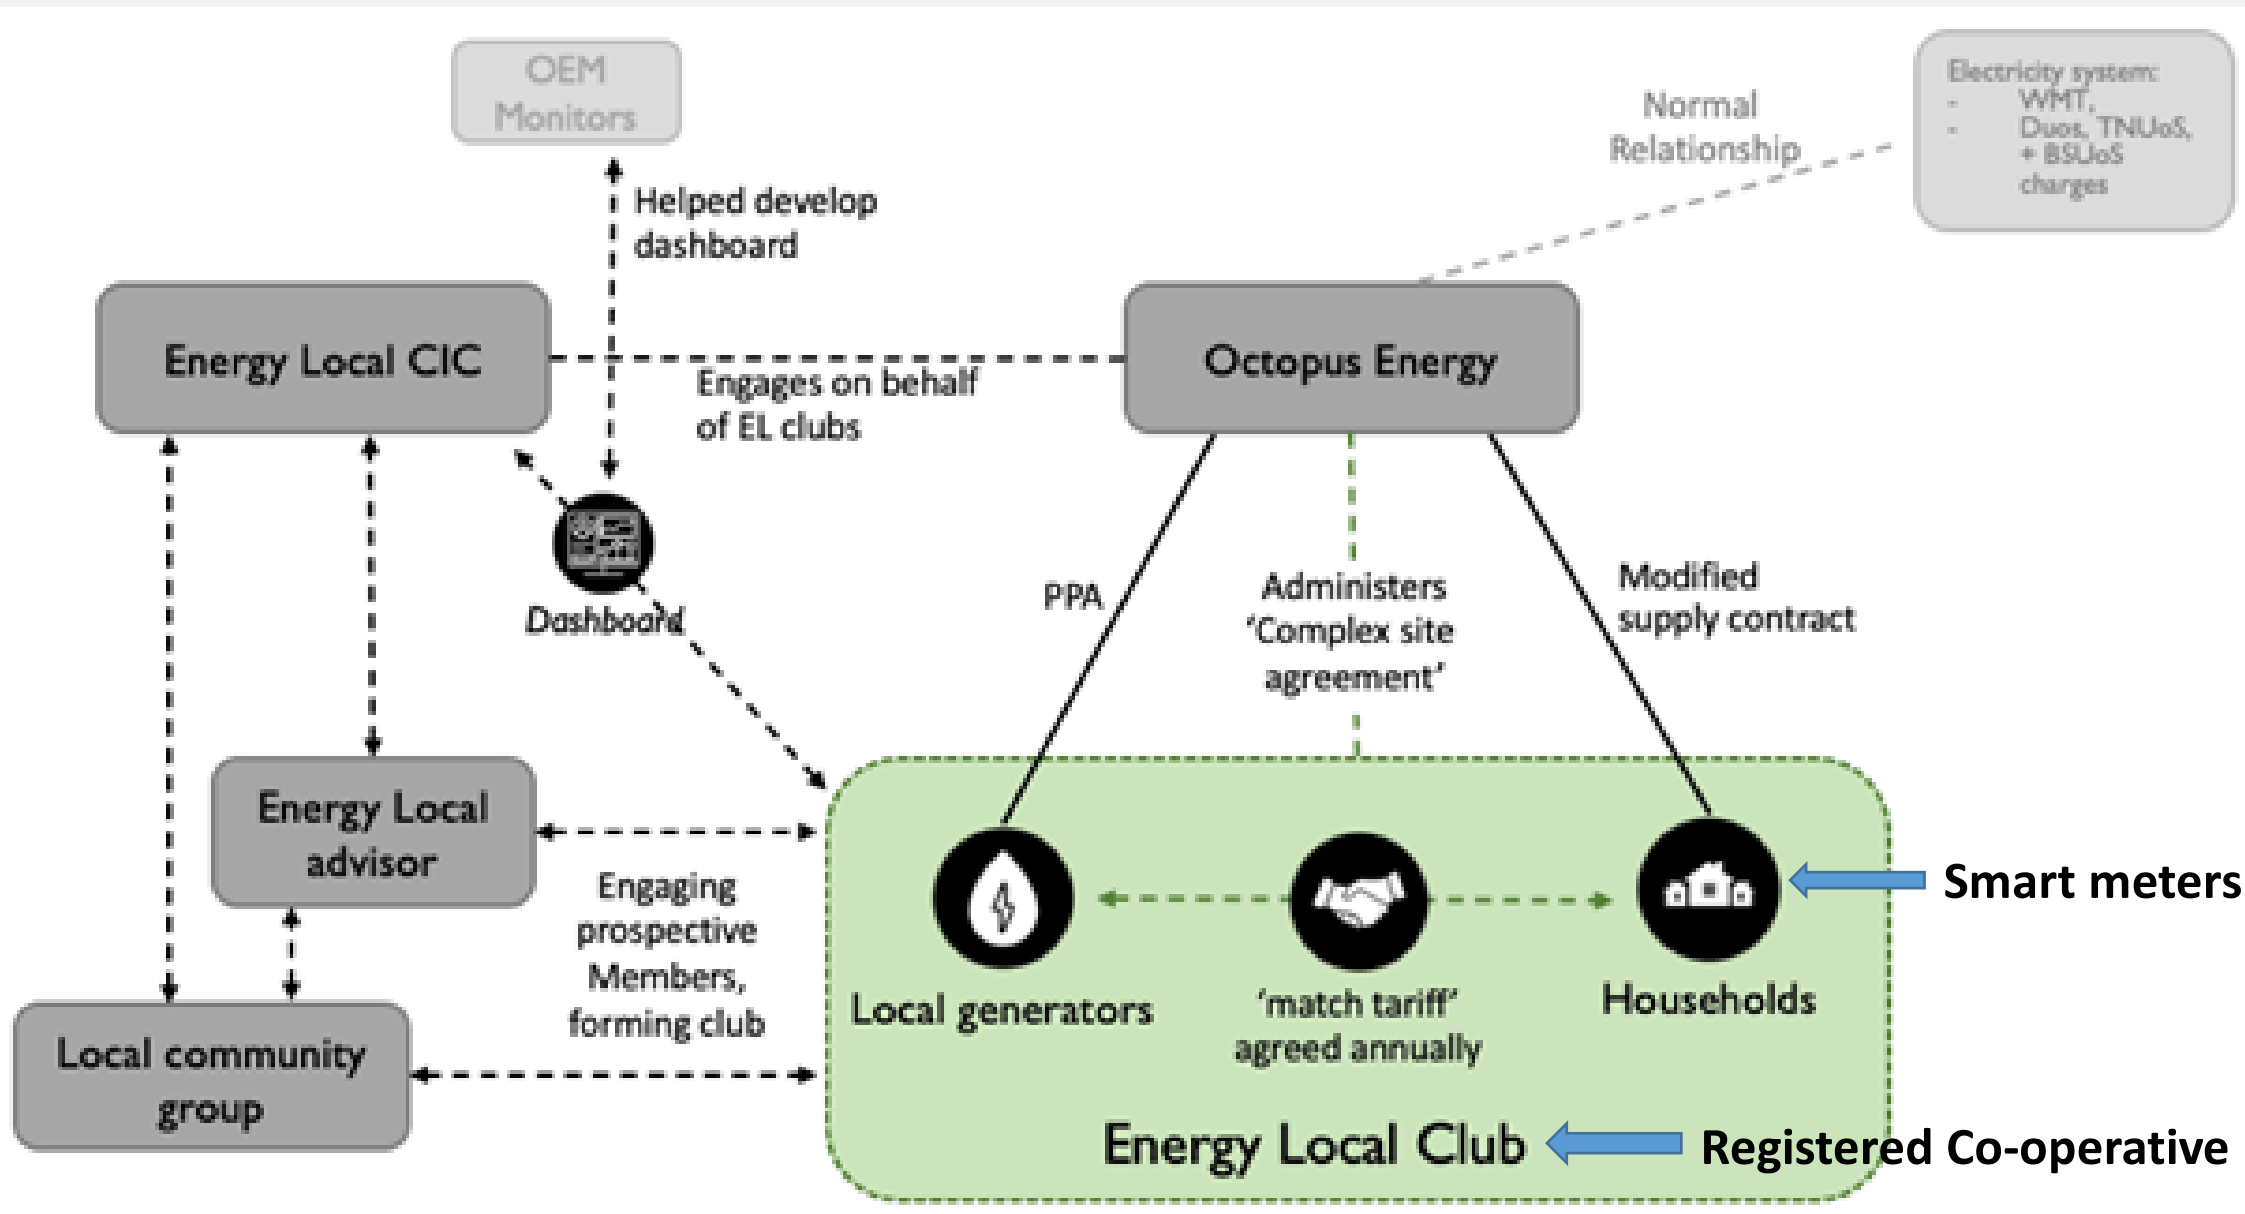 OEM
Monitors
Electricity system:
- WMT,
- Duos, TNUoS,
+ BSUoS
charges
Normal
Relationship
Helped develop
dashboard
Energy Local CIC
Octopus Energy
Engages on behalf
of EL clubs
Dashboard
PPA
Administers
‘Complex site
agreement’
Modified
supply contract
Energy Local
advisor
Engaging
prospective
Members,
forming club
Local community
group
Local generators
‘match tariff’
agreed annually
Households
Smart meters
Energy Local Club
Registered Co-operative